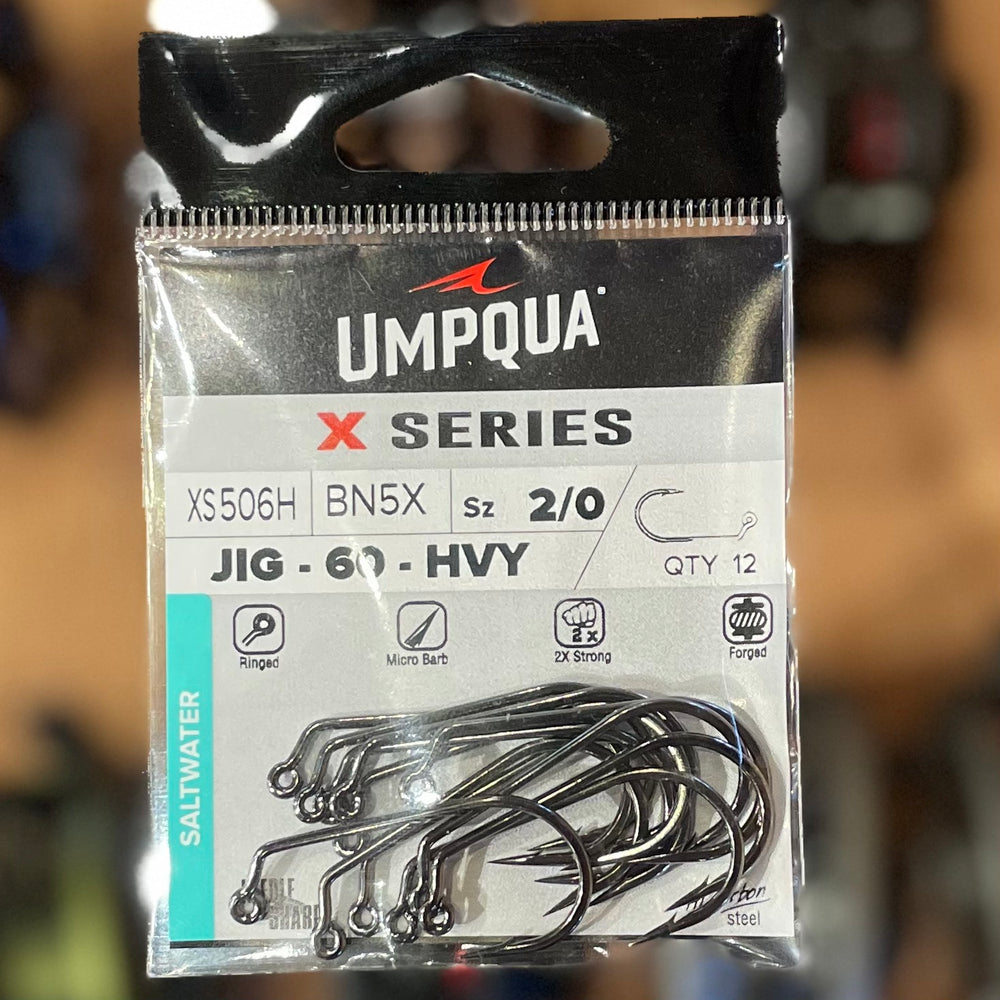 UMPQUA
X SERIES
XS506H BN5X Sz 2/0
JIG - 60 - HVY
QTY 12
2 x
Ringed Micro Barb 2X Strong Forged
SALTWATER
steel